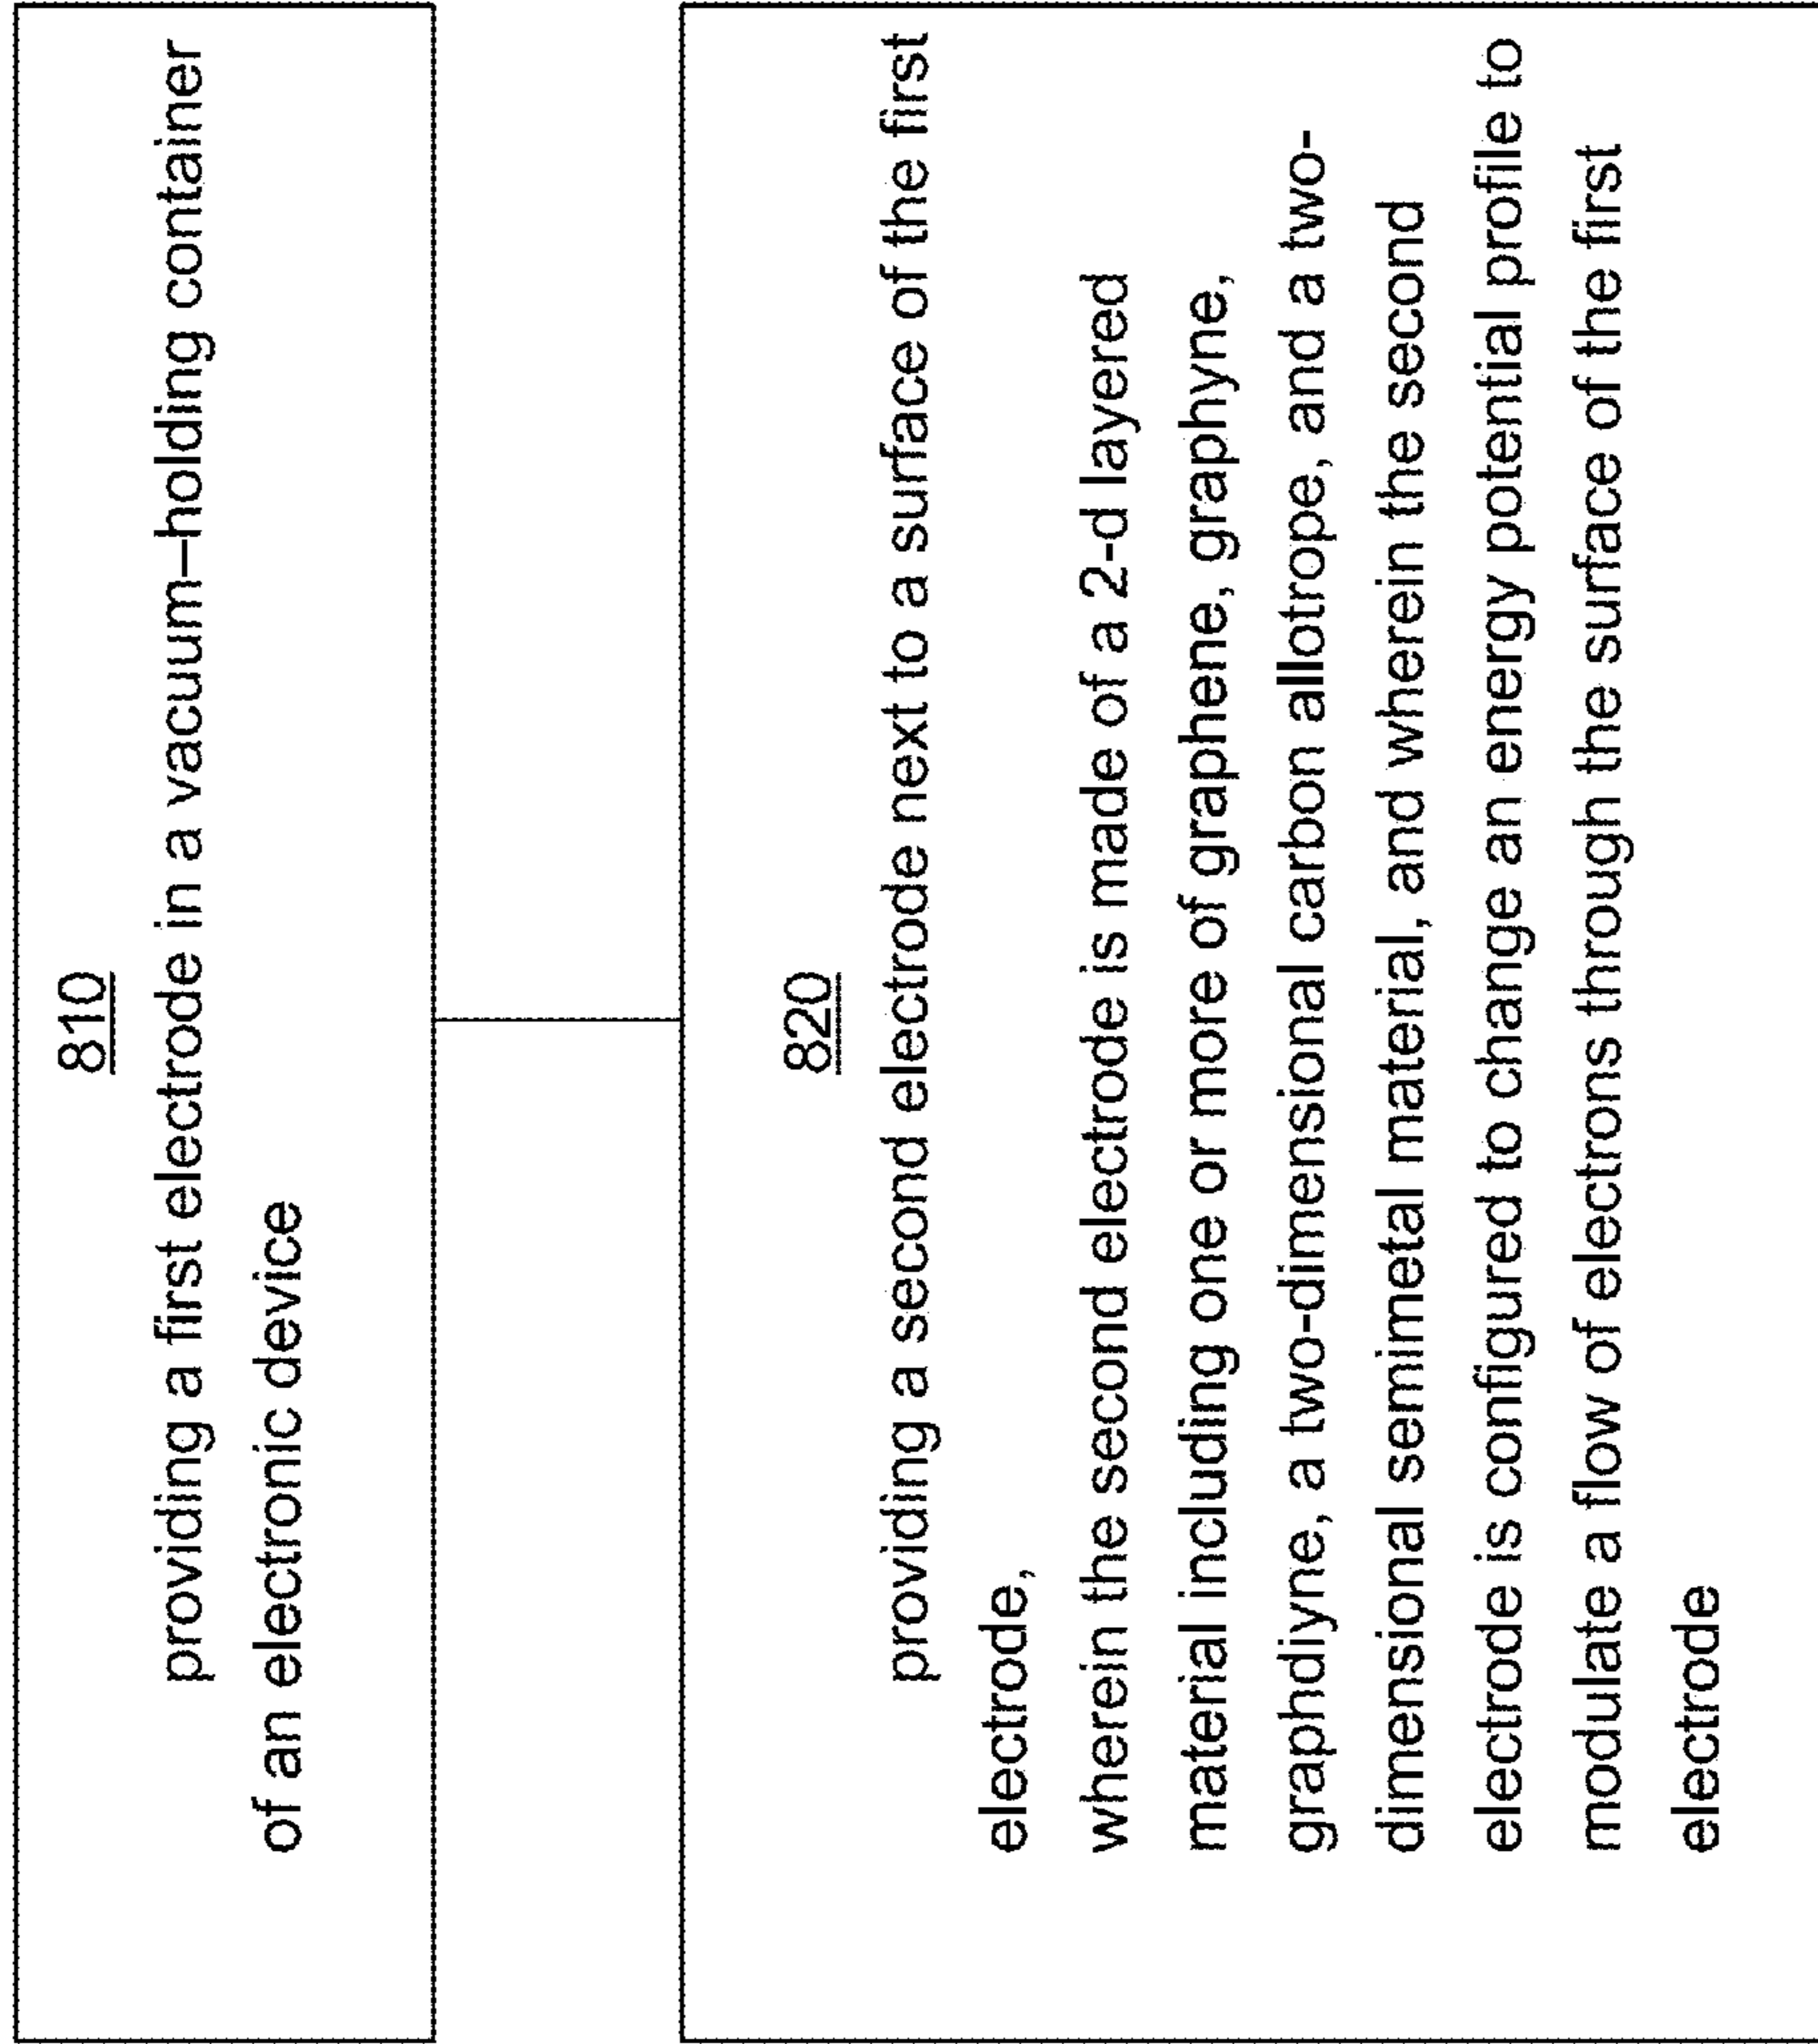 810
providing a first electrode in a vacuum–holding container
of an electronic device
820
providing a second electrode next to a surface of the first
electrode,
wherein the second electrode is made of a 2-d layered
material including one or more of graphene, graphyne,
graphdiyne, a two-dimensional carbon allotrope, and a two-
dimensional semimetal material, and wherein the second
electrode is configured to change an energy potential profile to
modulate a flow of electrons through the surface of the first
electrode